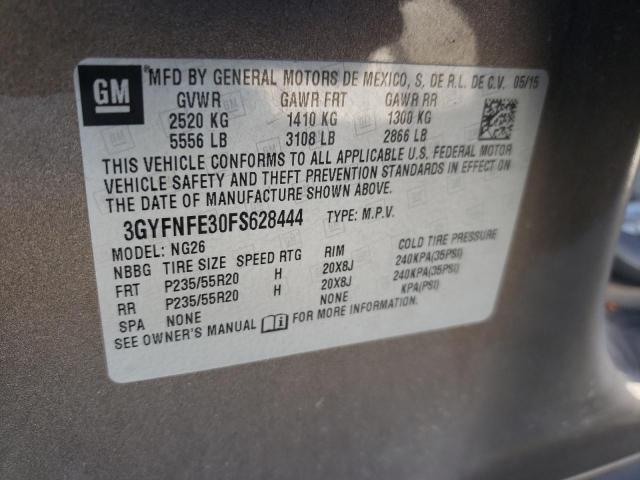 GM
MFD BY GENERAL MOTORS DE MEXICO, S, DE R.L. DE C.V. 05/15
GVWR GAWR FRT GAWR RR
2520 KG 1410 KG 1300 KG
5556 LB 3108 LB 2866 LB
THIS VEHICLE CONFORMS TO ALL APPLICABLE U.S. FEDERAL MOTOR
VEHICLE SAFETY AND THEFT PREVENTION STANDARDS IN EFFECT ON
THE DATE OF MANUFACTURE SHOWN ABOVE.
3GYFNFE30FS628444 TYPE: M.P.V.
MODEL: NG26
NBBG TIRE SIZE SPEED RTG RIM COLD TIRE PRESSURE
FRT P235/55R20 H 20X8J 240KPA(35PSI)
RR P235/55R20 H 20X8J 240KPA(35PSI)
SPA NONE NONE KPA(PSI)
SEE OWNER'S MANUAL FOR MORE INFORMATION.